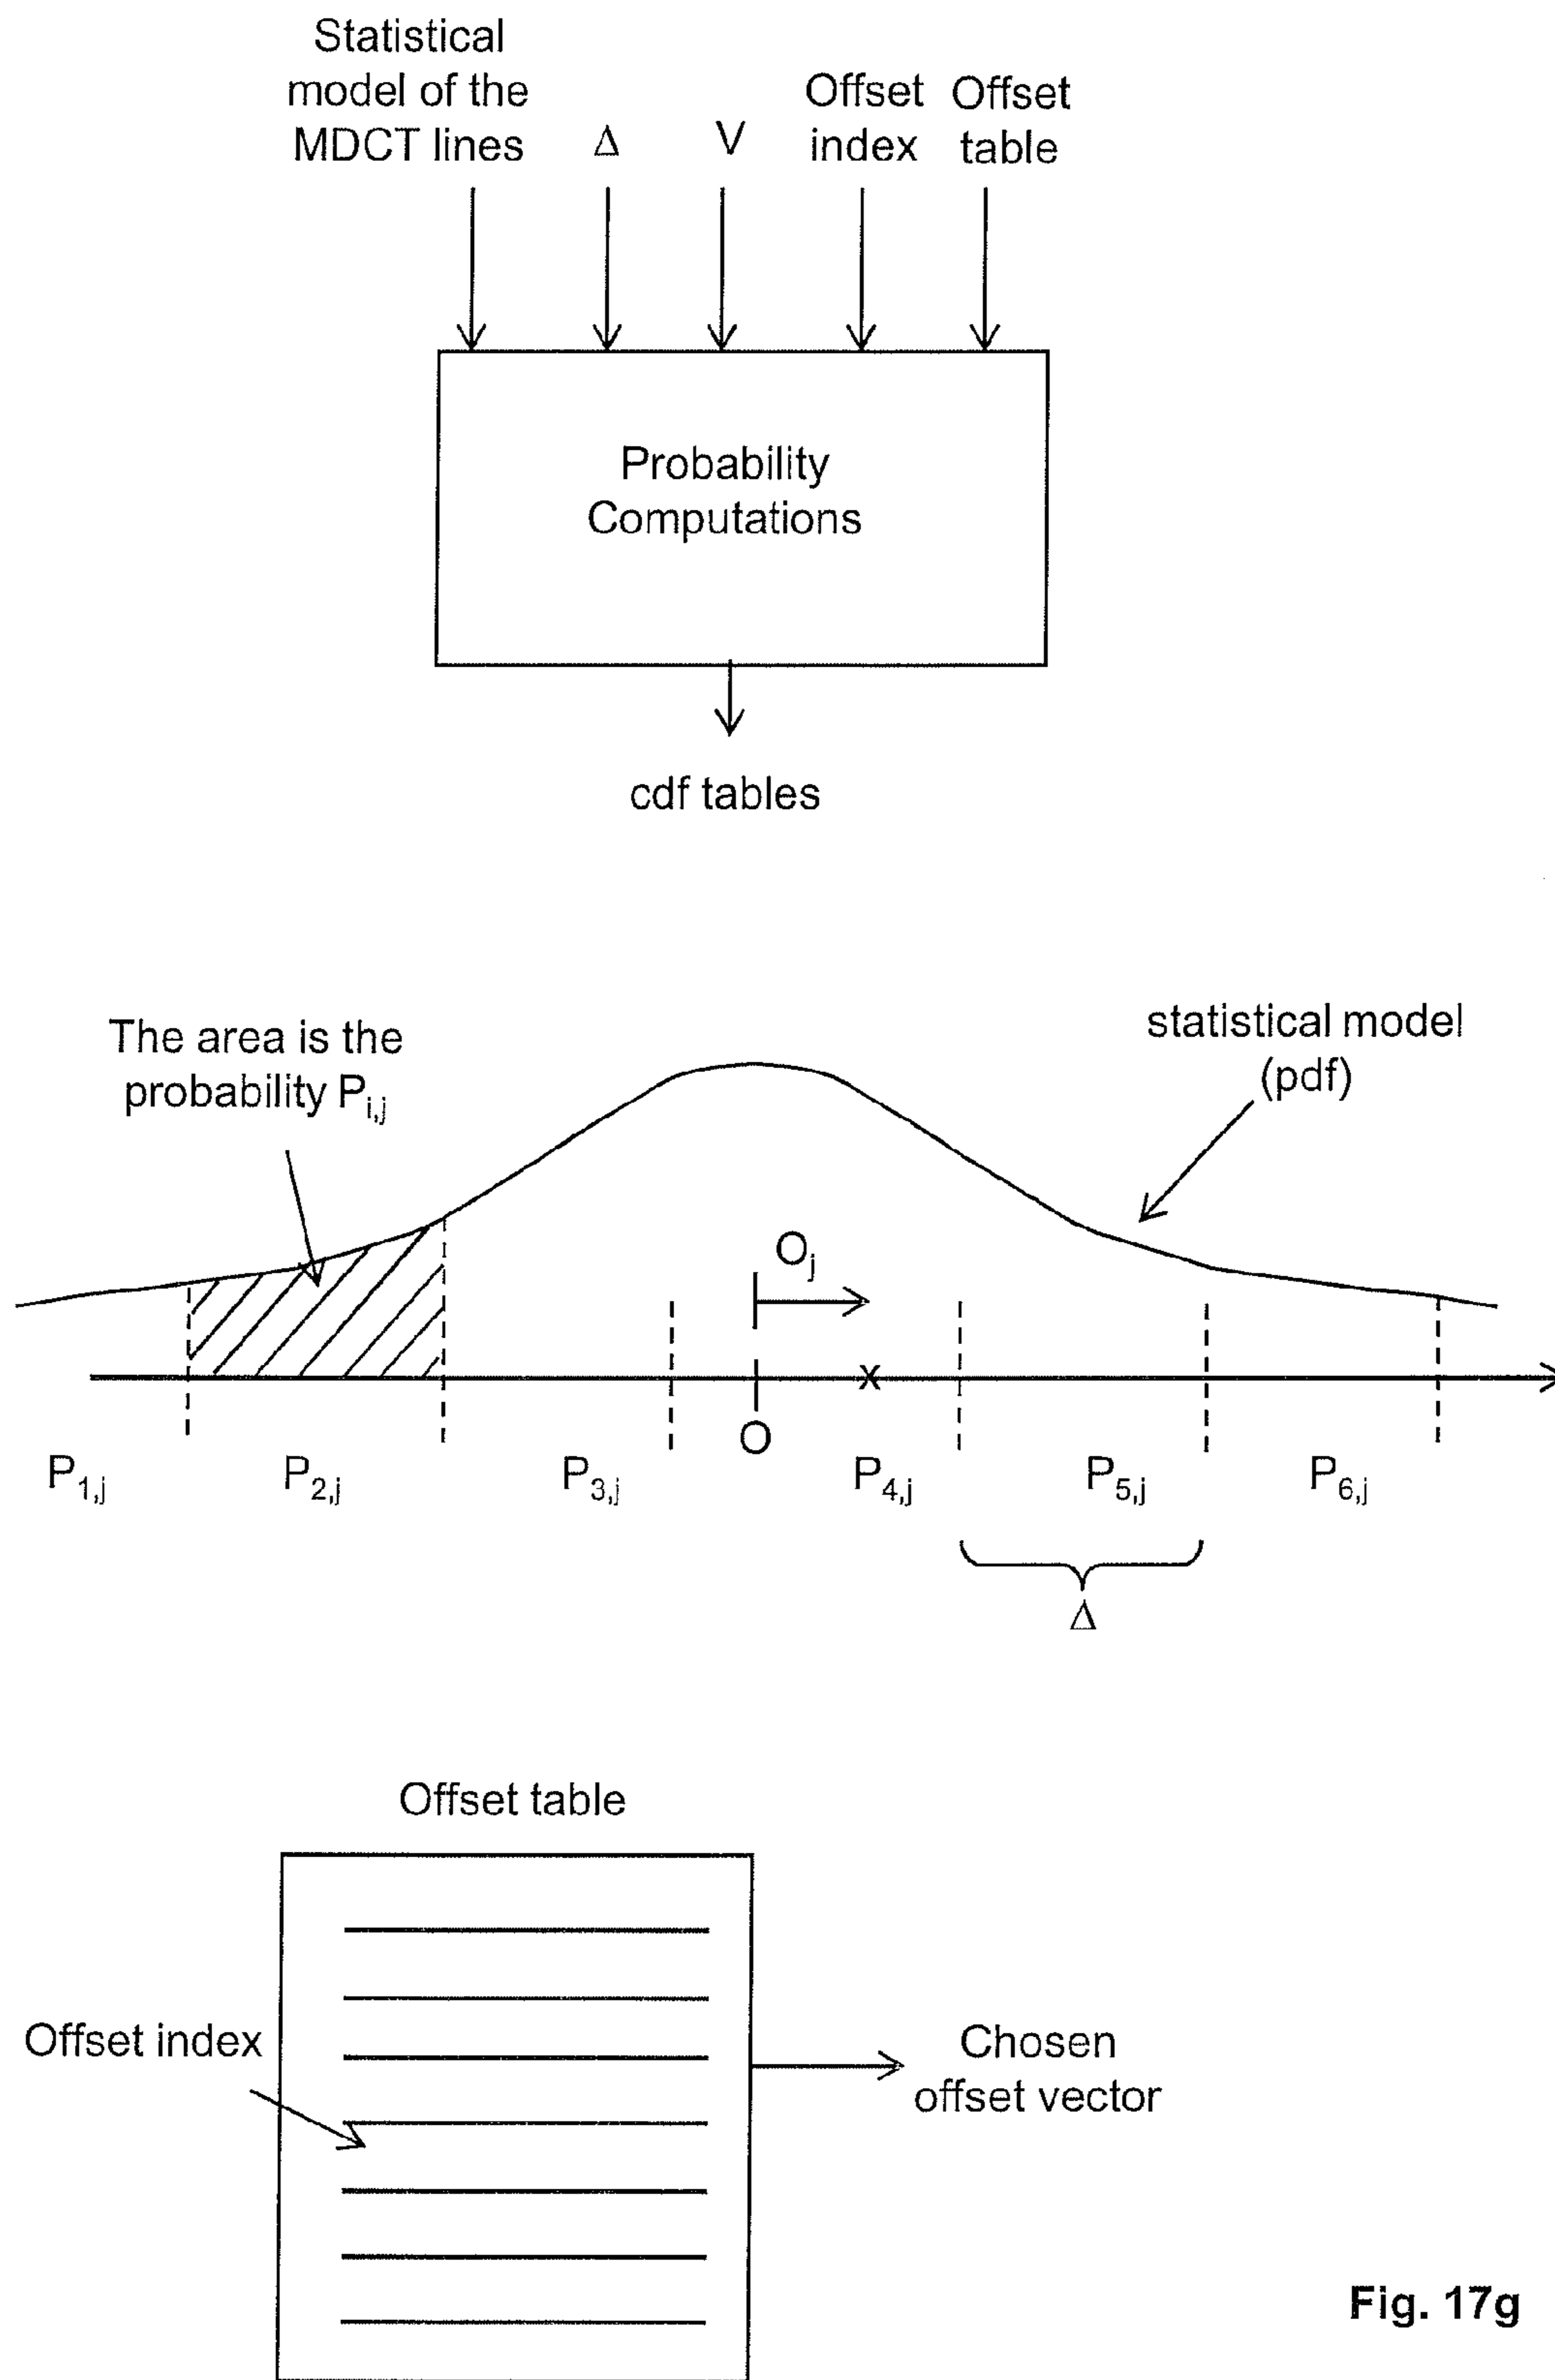 Statistical
model of the
MDCT lines
Δ
V
Offset
index
Offset
table
Probability
Computations
cdf tables
The area is the
probability P_{i,j}
statistical model
(pdf)
O_j
x
O
P_{1,j}
P_{2,j}
P_{3,j}
P_{4,j}
P_{5,j}
P_{6,j}
Δ
Offset table
Offset index
Chosen
offset vector
Fig. 17g